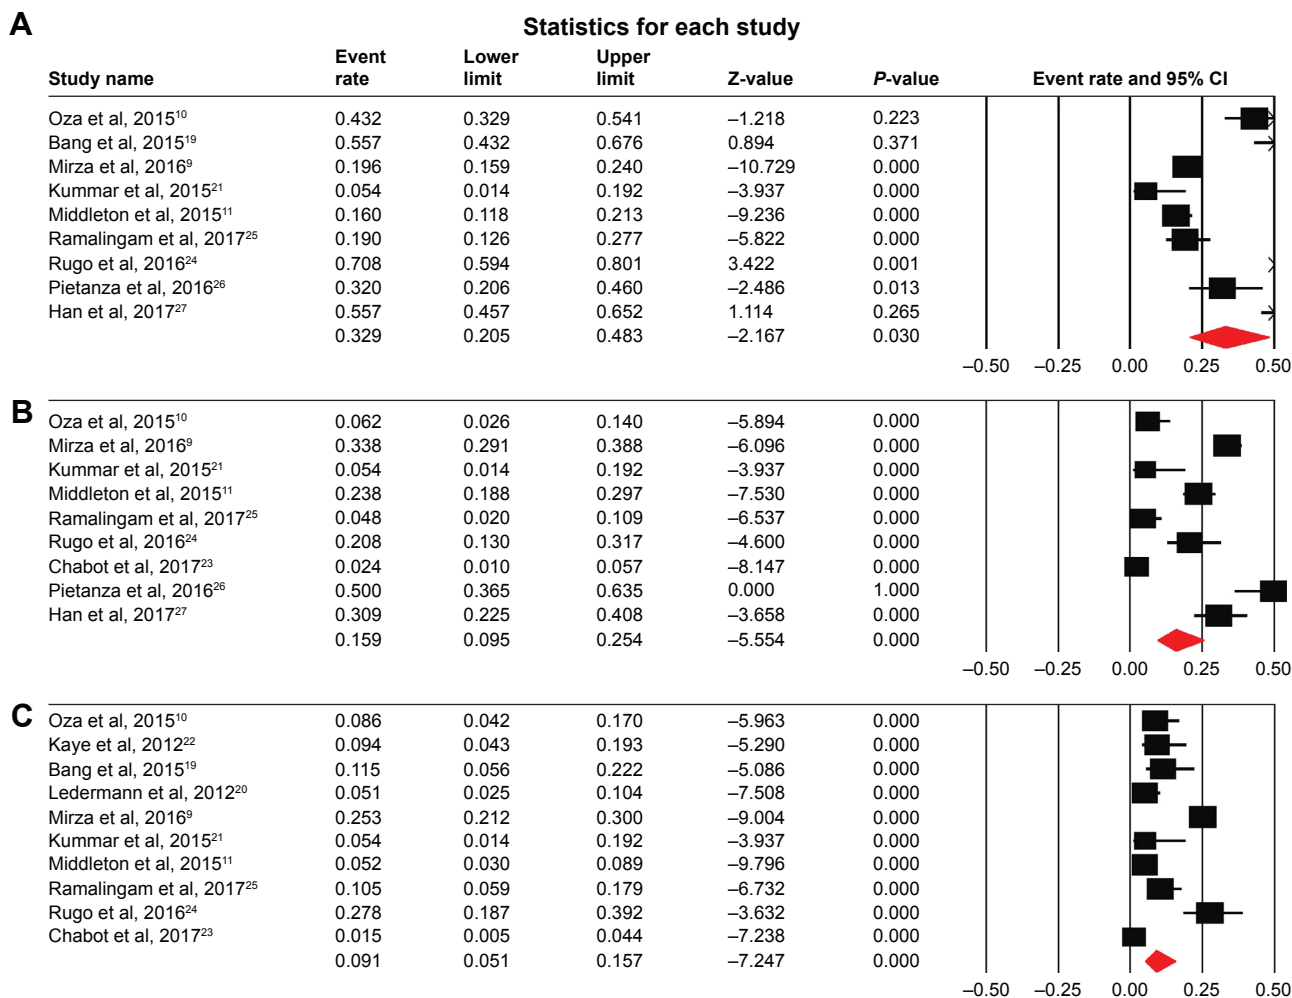 A
Statistics for each study
Study name Event rate Lower limit Upper limit Z-value P-value Event rate and 95% CI
Oza et al, 2015¹⁰ 0.432 0.329 0.541 –1.218 0.223
Bang et al, 2015¹⁹ 0.557 0.432 0.676 0.894 0.371
Mirza et al, 2016⁹ 0.196 0.159 0.240 –10.729 0.000
Kummar et al, 2015²¹ 0.054 0.014 0.192 –3.937 0.000
Middleton et al, 2015¹¹ 0.160 0.118 0.213 –9.236 0.000
Ramalingam et al, 2017²⁵ 0.190 0.126 0.277 –5.822 0.000
Rugo et al, 2016²⁴ 0.708 0.594 0.801 3.422 0.001
Pietanza et al, 2016²⁶ 0.320 0.206 0.460 –2.486 0.013
Han et al, 2017²⁷ 0.557 0.457 0.652 1.114 0.265
0.329 0.205 0.483 –2.167 0.030
–0.50 –0.25 0.00 0.25 0.50
B
Oza et al, 2015¹⁰ 0.062 0.026 0.140 –5.894 0.000
Mirza et al, 2016⁹ 0.338 0.291 0.388 –6.096 0.000
Kummar et al, 2015²¹ 0.054 0.014 0.192 –3.937 0.000
Middleton et al, 2015¹¹ 0.238 0.188 0.297 –7.530 0.000
Ramalingam et al, 2017²⁵ 0.048 0.020 0.109 –6.537 0.000
Rugo et al, 2016²⁴ 0.208 0.130 0.317 –4.600 0.000
Chabot et al, 2017²³ 0.024 0.010 0.057 –8.147 0.000
Pietanza et al, 2016²⁶ 0.500 0.365 0.635 0.000 1.000
Han et al, 2017²⁷ 0.309 0.225 0.408 –3.658 0.000
0.159 0.095 0.254 –5.554 0.000
–0.50 –0.25 0.00 0.25 0.50
C
Oza et al, 2015¹⁰ 0.086 0.042 0.170 –5.963 0.000
Kaye et al, 2012²² 0.094 0.043 0.193 –5.290 0.000
Bang et al, 2015¹⁹ 0.115 0.056 0.222 –5.086 0.000
Ledermann et al, 2012²⁰ 0.051 0.025 0.104 –7.508 0.000
Mirza et al, 2016⁹ 0.253 0.212 0.300 –9.004 0.000
Kummar et al, 2015²¹ 0.054 0.014 0.192 –3.937 0.000
Middleton et al, 2015¹¹ 0.052 0.030 0.089 –9.796 0.000
Ramalingam et al, 2017²⁵ 0.105 0.059 0.179 –6.732 0.000
Rugo et al, 2016²⁴ 0.278 0.187 0.392 –3.632 0.000
Chabot et al, 2017²³ 0.015 0.005 0.044 –7.238 0.000
0.091 0.051 0.157 –7.247 0.000
–0.50 –0.25 0.00 0.25 0.50